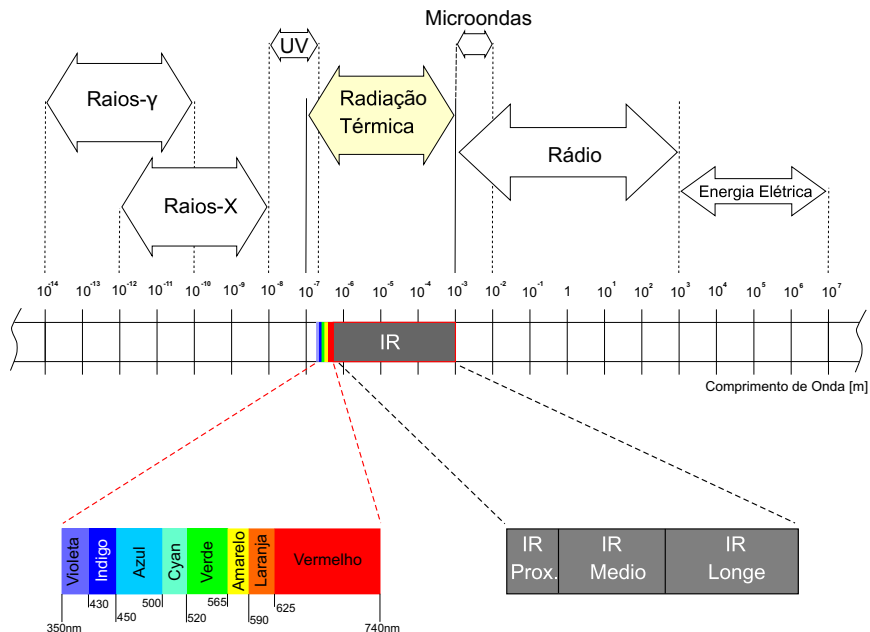 Microondas
UV
Raios-γ
Radiação
Térmica
Rádio
Raios-X
Energia Elétrica
10⁻¹⁴ 10⁻¹³ 10⁻¹² 10⁻¹¹ 10⁻¹⁰ 10⁻⁹ 10⁻⁸ 10⁻⁷ 10⁻⁶ 10⁻⁵ 10⁻⁴ 10⁻³ 10⁻² 10⁻¹ 1 10¹ 10² 10³ 10⁴ 10⁵ 10⁶ 10⁷
IR
Comprimento de Onda [m]
Violeta
Indigo
Azul
Cyan
Verde
Amarelo
Laranja
Vermelho
350nm
430
450
500
520
565
590
625
740nm
IR
Prox.
IR
Medio
IR
Longe